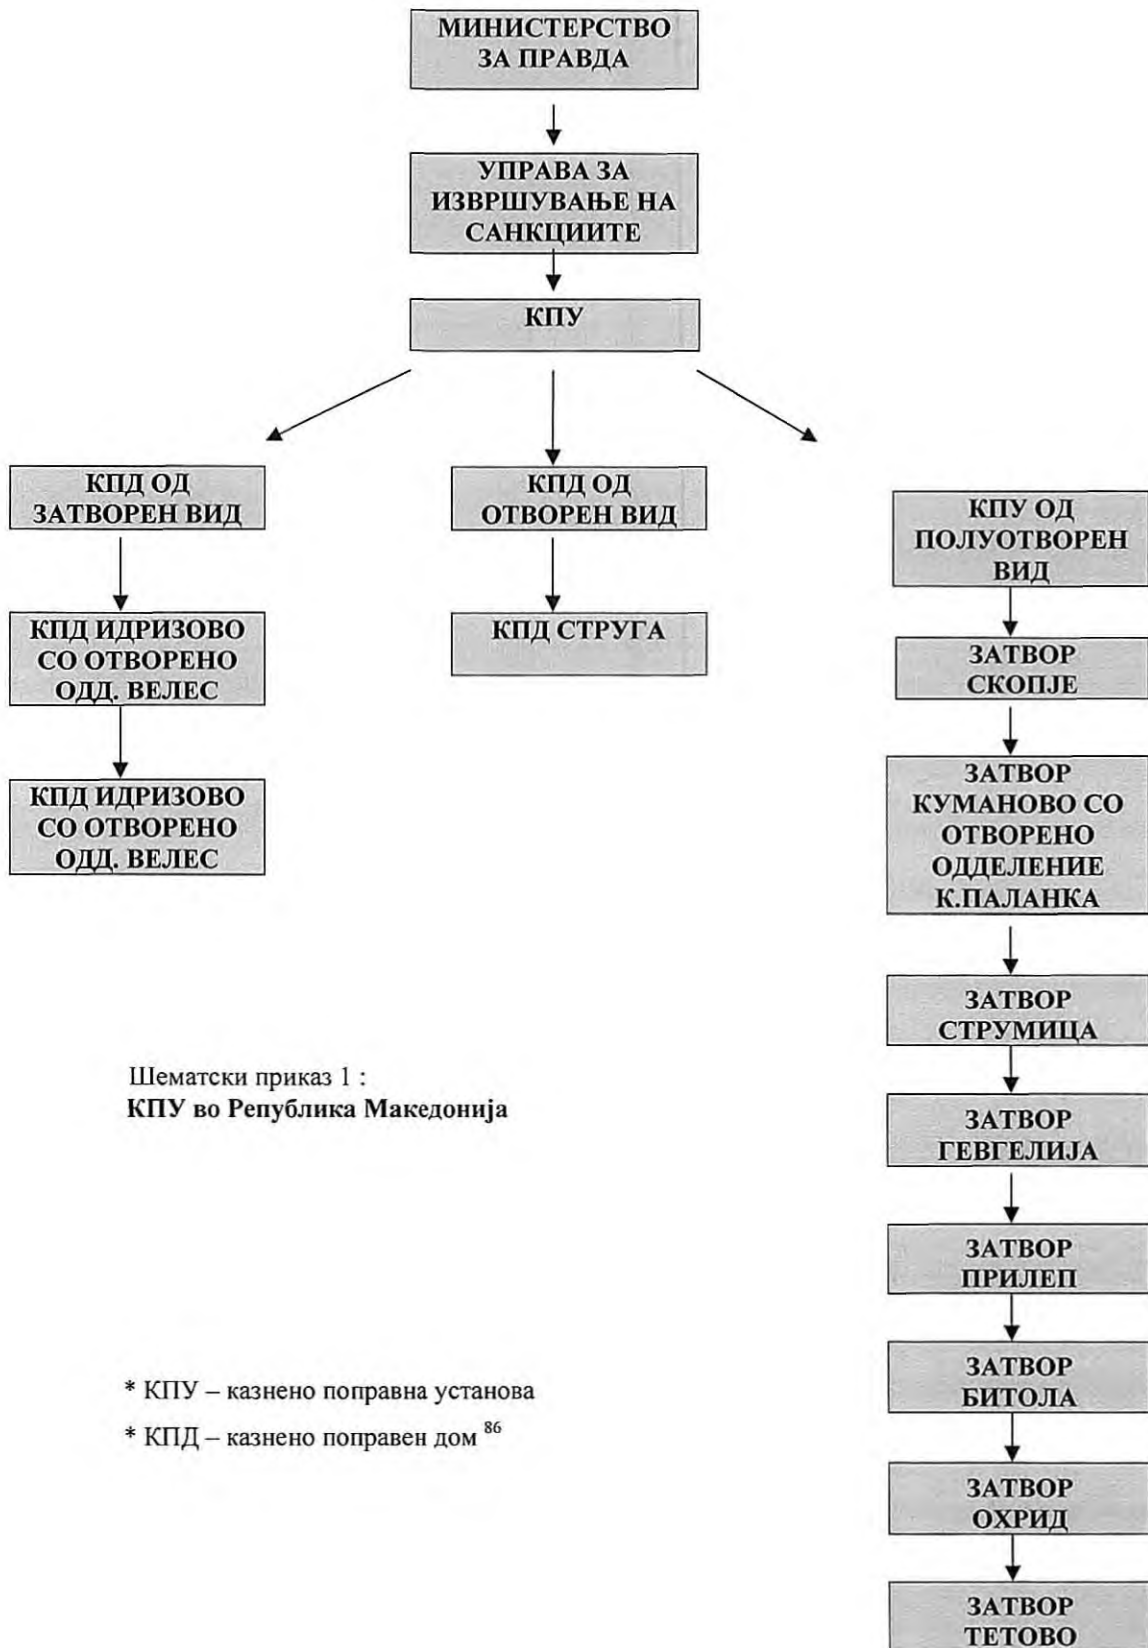 МИНИСТЕРСТВО
ЗА ПРАВДА
УПРАВА ЗА
ИЗВРШУВАЊЕ НА
САНКЦИИТЕ
КПУ
КПД ОД
ЗАТВОРЕН ВИД
КПД ИДРИЗОВО
СО ОТВОРЕНО
ОДД. ВЕЛЕС
КПД ИДРИЗОВО
СО ОТВОРЕНО
ОДД. ВЕЛЕС
КПД ОД
ОТВОРЕН ВИД
КПД СТРУГА
КПУ ОД
ПОЛУОТВОРЕН
ВИД
ЗАТВОР
СКОПЈЕ
ЗАТВОР
КУМАНОВО СО
ОТВОРЕНО
ОДДЕЛЕНИЕ
К.ПАЛАНКА
ЗАТВОР
СТРУМИЦА
ЗАТВОР
ГЕВГЕЛИЈА
ЗАТВОР
ПРИЛЕП
ЗАТВОР
БИТОЛА
ЗАТВОР
ОХРИД
ЗАТВОР
ТЕТОВО
Шематски приказ 1 :
КПУ во Република Македонија
* КПУ – казнено поправна установа
* КПД – казнено поправен дом 86